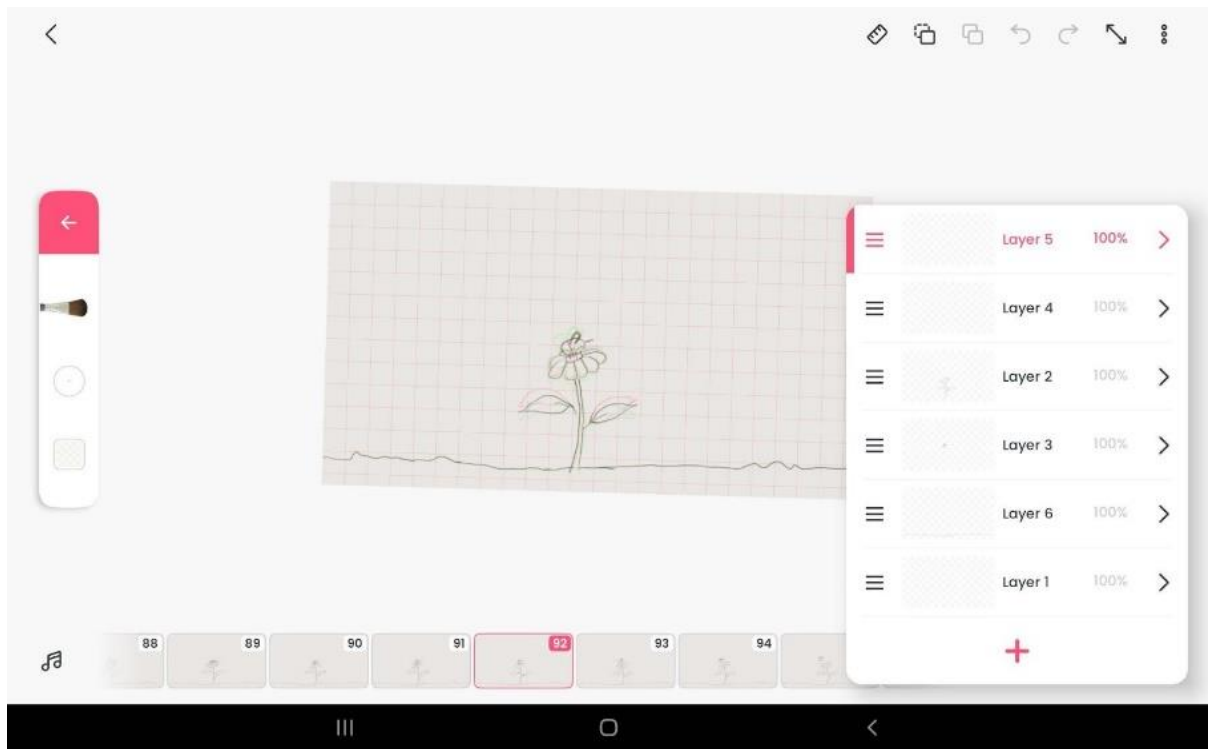 Layer 5 100%
Layer 4 100%
Layer 2 100%
Layer 3 100%
Layer 6 100%
Layer 1 100%
88 89 90 91 92 93 94